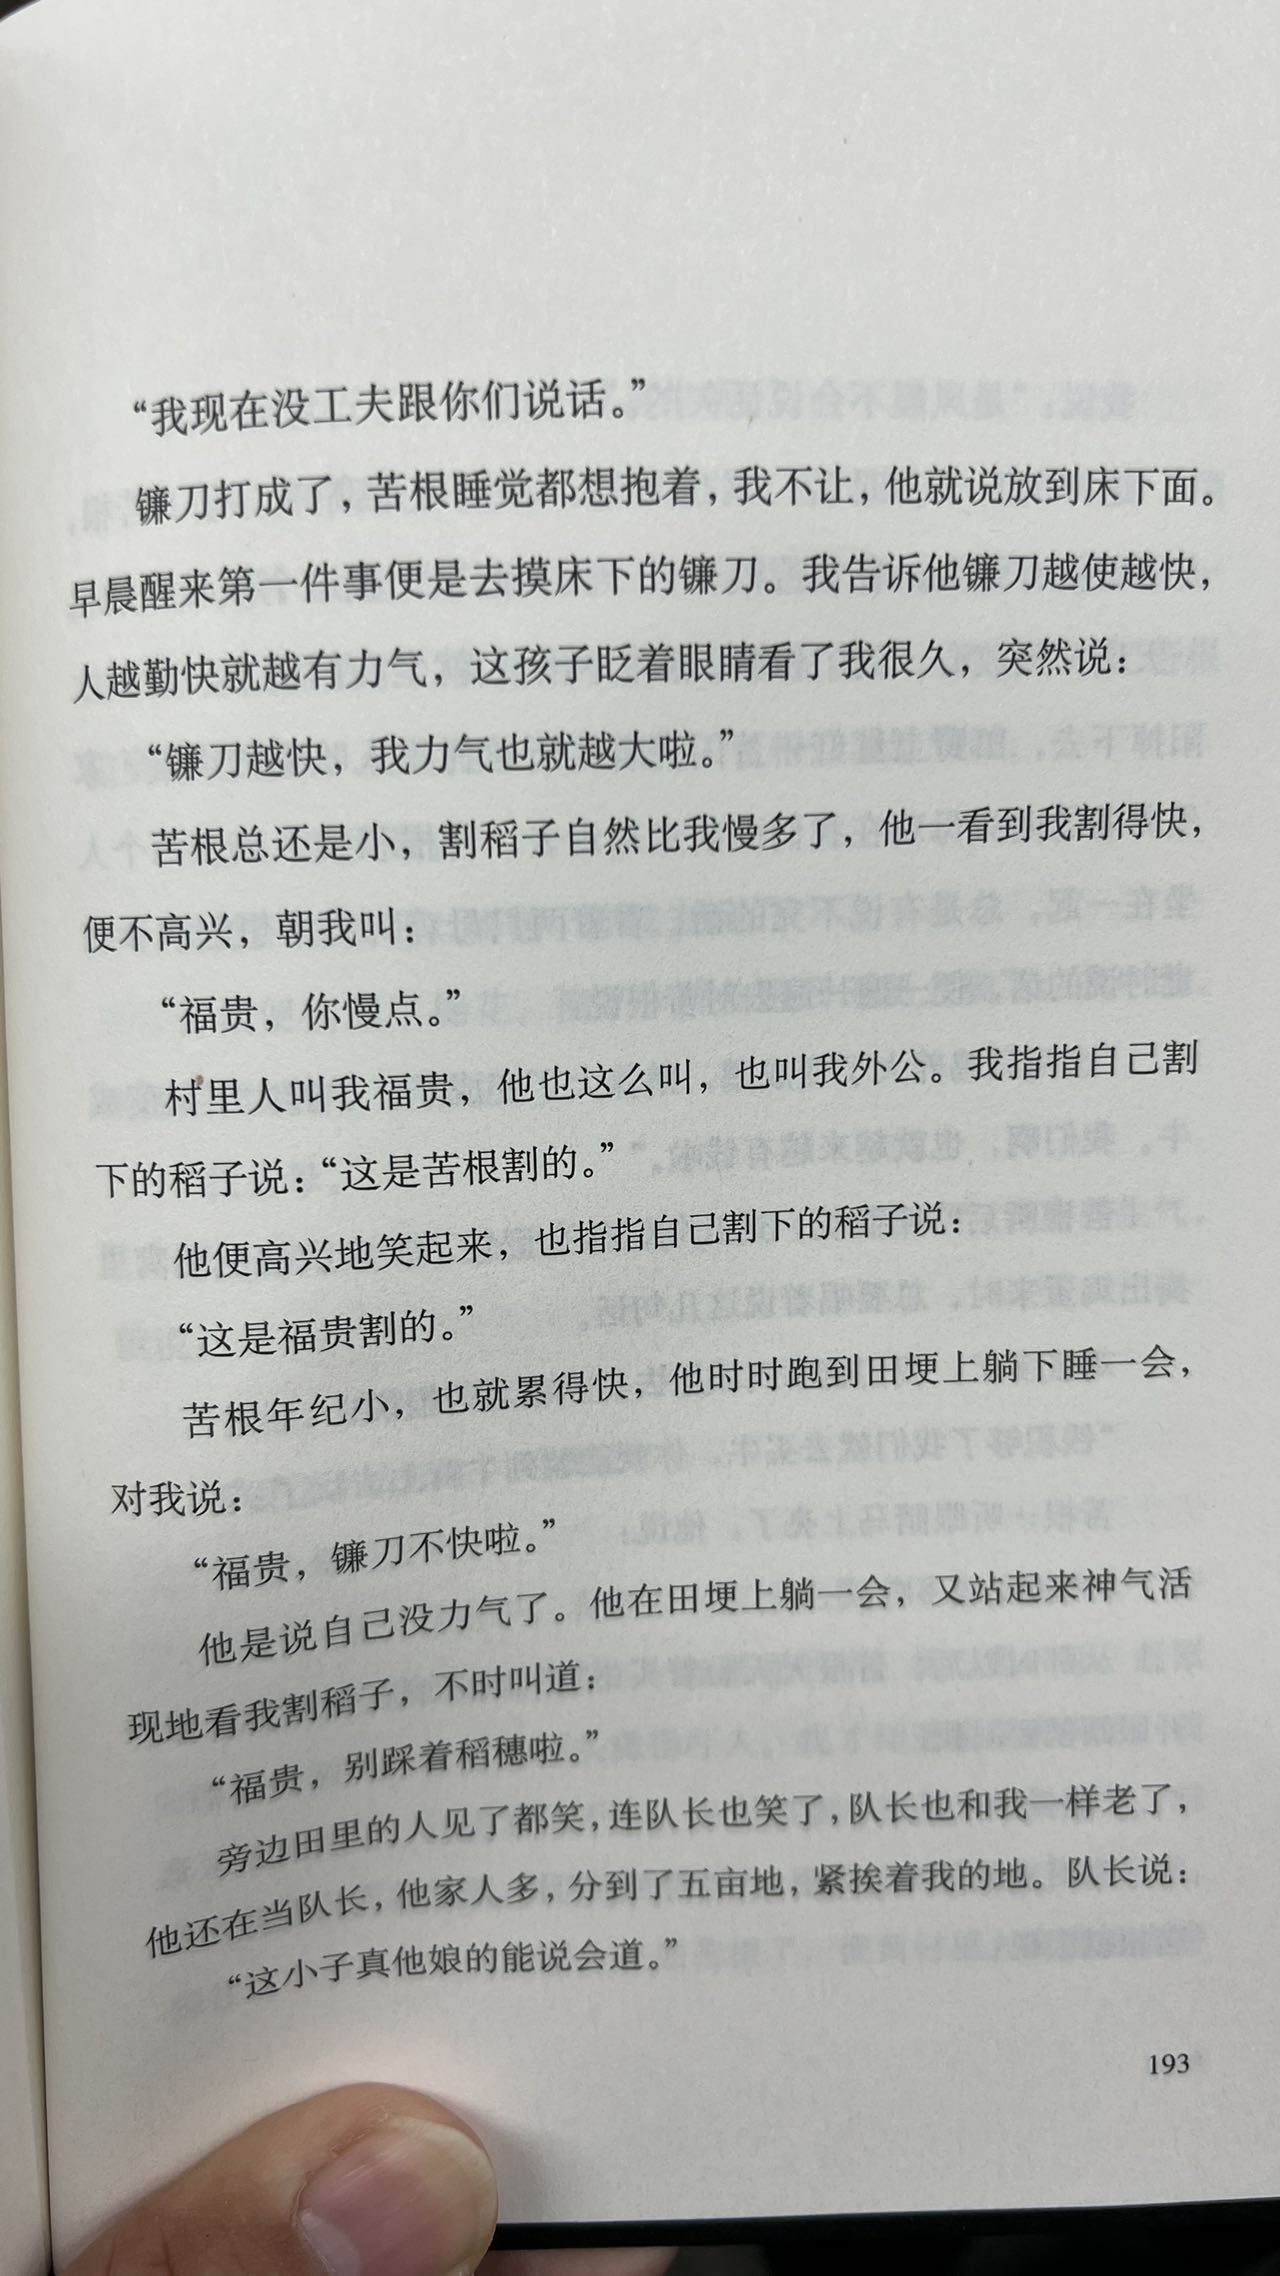 “我现在没工夫跟你们说话。”
镰刀打成了，苦根睡觉都想抱着，我不让，他就说放到床下面。
早晨醒来第一件事便是去摸床下的镰刀。我告诉他镰刀越使越快，
人越勤快就越有力气，这孩子眨着眼睛看了我很久，突然说：
“镰刀越快，我力气也就越大啦。”
苦根总还是小，割稻子自然比我慢多了，他一看到我割得快，
便不高兴，朝我叫：
“福贵，你慢点。”
村里人叫我福贵，他也这么叫，也叫我外公。我指指自己割
下的稻子说：“这是苦根割的。”
他便高兴地笑起来，也指指自己割下的稻子说：
“这是福贵割的。”
苦根年纪小，也就累得快，他时时跑到田埂上躺下睡一会，
对我说：
“福贵，镰刀不快啦。”
他是说自己没力气了。他在田埂上躺一会，又站起来神气活
现地看我割稻子，不时叫道：
“福贵，别踩着稻穗啦。”
旁边田里的人见了都笑，连队长也笑了，队长也和我一样老了，
他还在当队长，他家人多，分到了五亩地，紧挨着我的地。队长说：
“这小子真他娘的能说会道。”
193